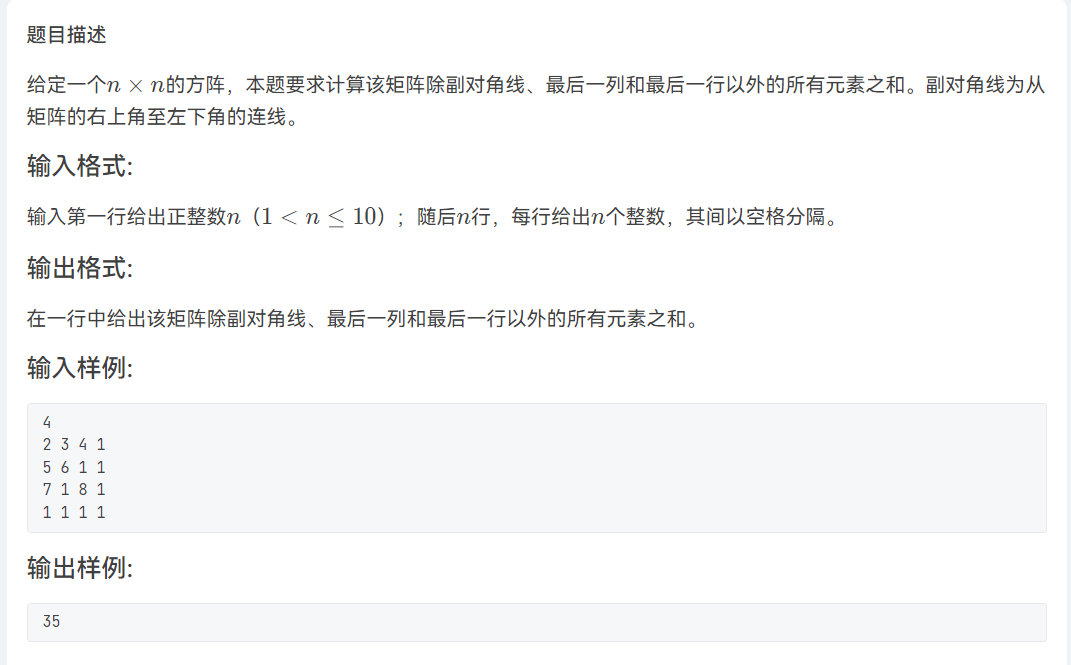 题目描述
给定一个n × n的方阵，本题要求计算该矩阵除副对角线、最后一列和最后一行以外的所有元素之和。副对角线为从
矩阵的右上角至左下角的连线。
输入格式:
输入第一行给出正整数n（1 < n ≤ 10）；随后n行，每行给出n个整数，其间以空格分隔。
输出格式:
在一行中给出该矩阵除副对角线、最后一列和最后一行以外的所有元素之和。
输入样例:
4
2 3 4 1
5 6 1 1
7 1 8 1
1 1 1 1
输出样例:
35